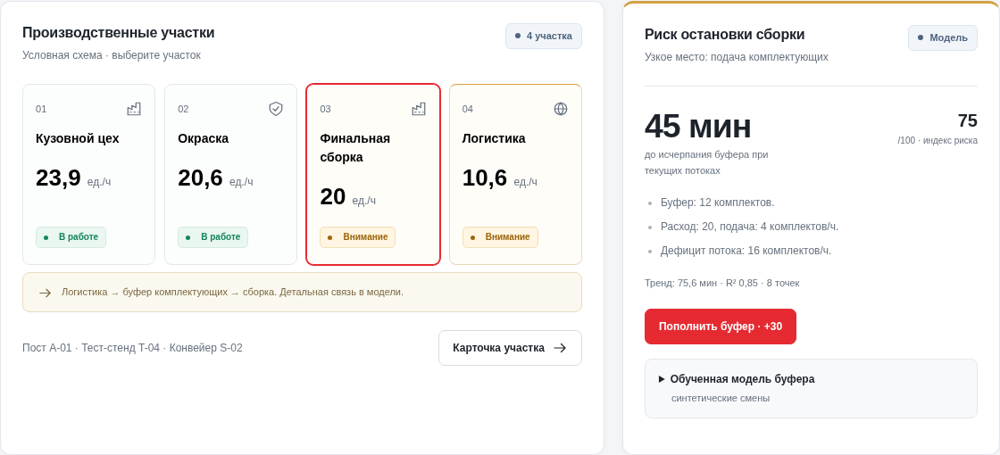 Производственные участки
4 участка
Условная схема · выберите участок
01
Кузовной цех
23,9 ед./ч
В работе
02
Окраска
20,6 ед./ч
В работе
03
Финальная
сборка
20 ед./ч
Внимание
04
Логистика
10,6 ед./ч
Внимание
→ Логистика → буфер комплектующих → сборка. Детальная связь в модели.
Пост A-01 · Тест-стенд T-04 · Конвейер S-02
Карточка участка →
Риск остановки сборки
Модель
Узкое место: подача комплектующих
45 мин
до исчерпания буфера при
текущих потоках
75
/100 · индекс риска
Буфер: 12 комплектов.
Расход: 20, подача: 4 комплектов/ч.
Дефицит потока: 16 комплектов/ч.
Тренд: 75,6 мин · R² 0,85 · 8 точек
Пополнить буфер · +30
Обученная модель буфера
синтетические смены